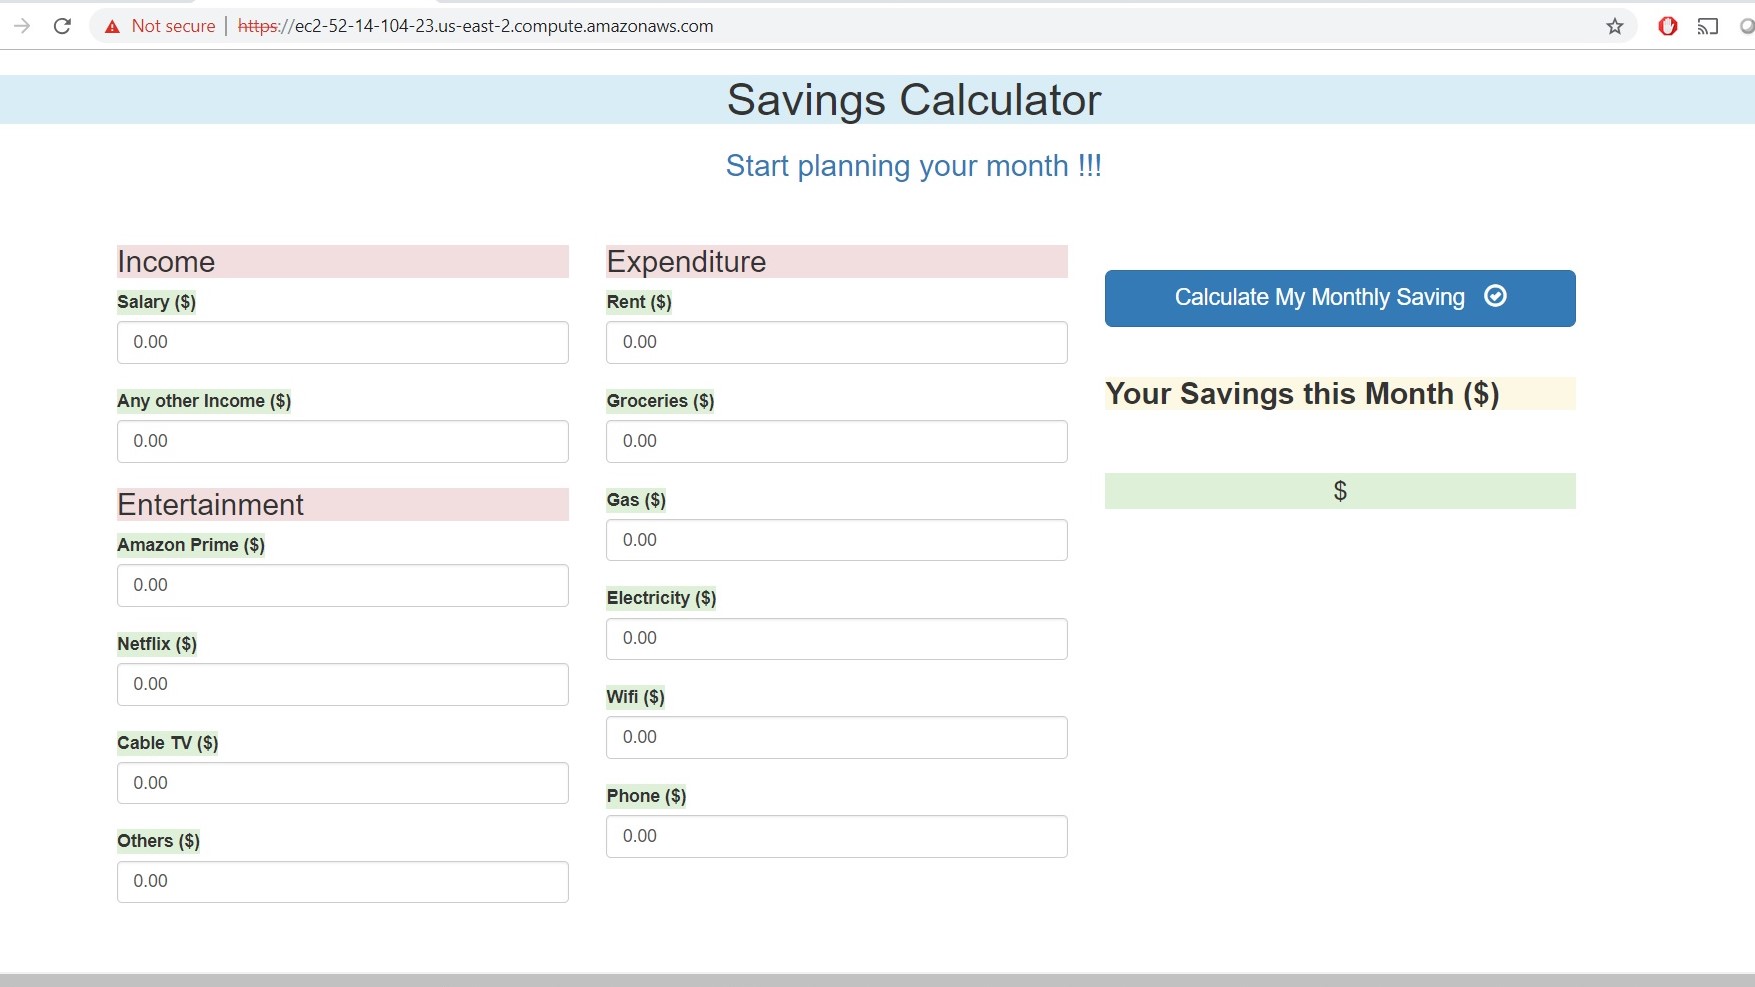 Not secure | https://ec2-52-14-104-23.us-east-2.compute.amazonaws.com
Savings Calculator
Start planning your month !!!
Income
Salary ($)
0.00
Any other Income ($)
0.00
Entertainment
Amazon Prime ($)
0.00
Netflix ($)
0.00
Cable TV ($)
0.00
Others ($)
0.00
Expenditure
Rent ($)
0.00
Groceries ($)
0.00
Gas ($)
0.00
Electricity ($)
0.00
Wifi ($)
0.00
Phone ($)
0.00
Calculate My Monthly Saving
Your Savings this Month ($)
$